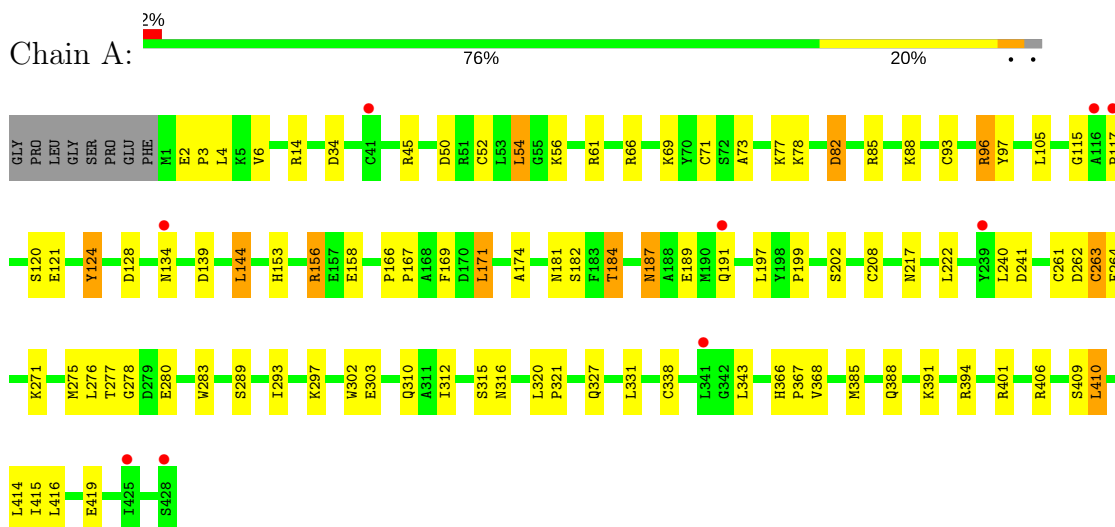 2%
Chain A:
76% 20% • •
GLY PRO LEU GLY SER PRO GLU PHE M1 E2 P3 L4 K5 V6 R14 D34 C41 R45 D50 R51 C52 L53 L54 G55 K56 R61 R66 K69 Y70 C71 S72 A73 K77 K78 D82 R85 K88 C93 R96 Y97 L105 G115 A116
S120 E121 Y124 D128 N134 D139 L144 H153 R156 E157 E158 P166 P167 A168 F169 D170 L171 A174 N181 S182 F183 T184 N187 A188 E189 M190 Q191 L197 Y198 P199 S202 C208 N217 L222 Y239 L240 D241 C261 D262 C263
K271 M275 L276 T277 G278 D279 E280 W283 S289 I293 K297 W302 E303 Q310 A311 I312 S315 N316 L320 P321 Q327 L331 C338 L341 G342 L343 H366 P367 V368 M385 Q388 K391 R394 R401 R406 S409 L410
L414 I415 L416 E419 I425 S428